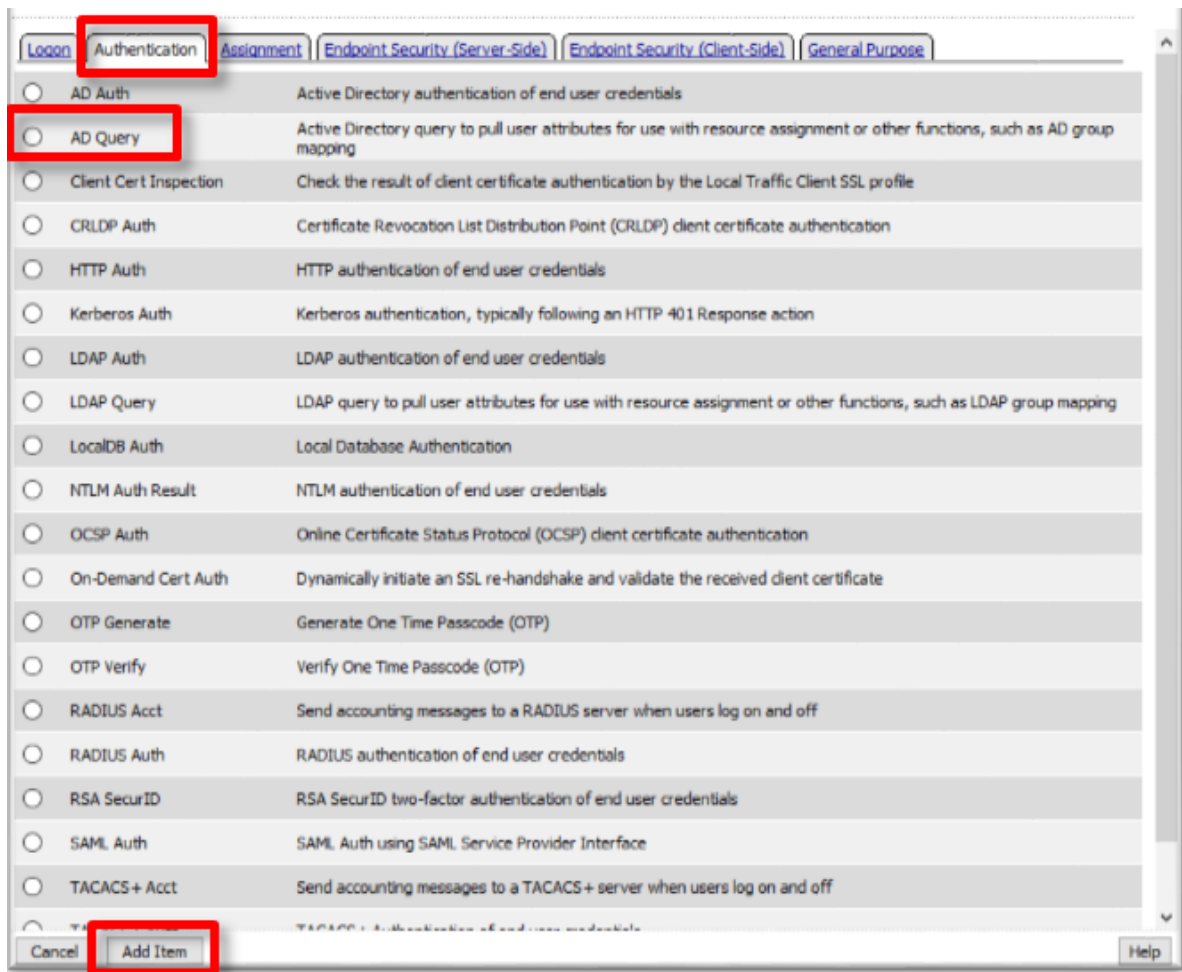 Logon Authentication Assignment Endpoint Security (Server-Side) Endpoint Security (Client-Side) General Purpose
AD Auth Active Directory authentication of end user credentials
AD Query Active Directory query to pull user attributes for use with resource assignment or other functions, such as AD group
mapping
Client Cert Inspection Check the result of client certificate authentication by the Local Traffic Client SSL profile
CRLDP Auth Certificate Revocation List Distribution Point (CRLDP) client certificate authentication
HTTP Auth HTTP authentication of end user credentials
Kerberos Auth Kerberos authentication, typically following an HTTP 401 Response action
LDAP Auth LDAP authentication of end user credentials
LDAP Query LDAP query to pull user attributes for use with resource assignment or other functions, such as LDAP group mapping
LocalDB Auth Local Database Authentication
NTLM Auth Result NTLM authentication of end user credentials
OCSP Auth Online Certificate Status Protocol (OCSP) client certificate authentication
On-Demand Cert Auth Dynamically initiate an SSL re-handshake and validate the received client certificate
OTP Generate Generate One Time Passcode (OTP)
OTP Verify Verify One Time Passcode (OTP)
RADIUS Acct Send accounting messages to a RADIUS server when users log on and off
RADIUS Auth RADIUS authentication of end user credentials
RSA SecurID RSA SecurID two-factor authentication of end user credentials
SAML Auth SAML Auth using SAML Service Provider Interface
TACACS+ Acct Send accounting messages to a TACACS+ server when users log on and off
TACACS+ Authentication of end user credentials
Cancel Add Item Help